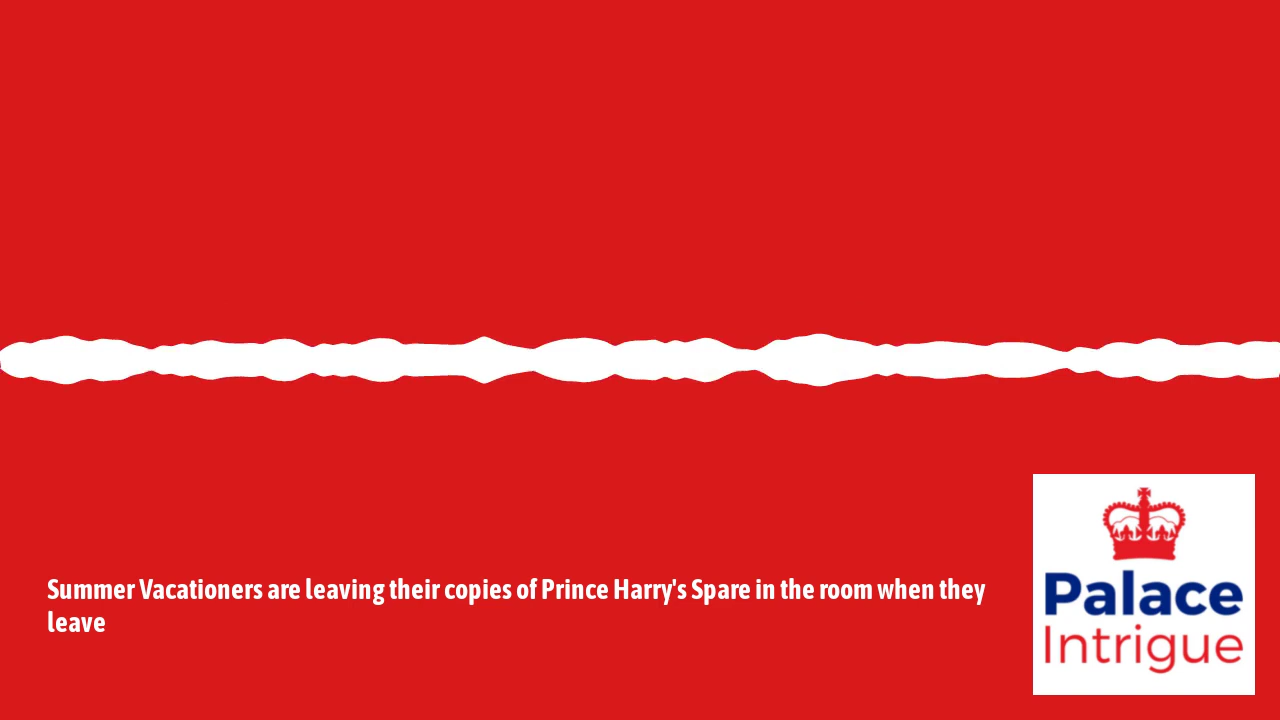 Summer Vacationers are leaving their copies of Prince Harry's Spare in the room when they
leave
Palace
Intrigue